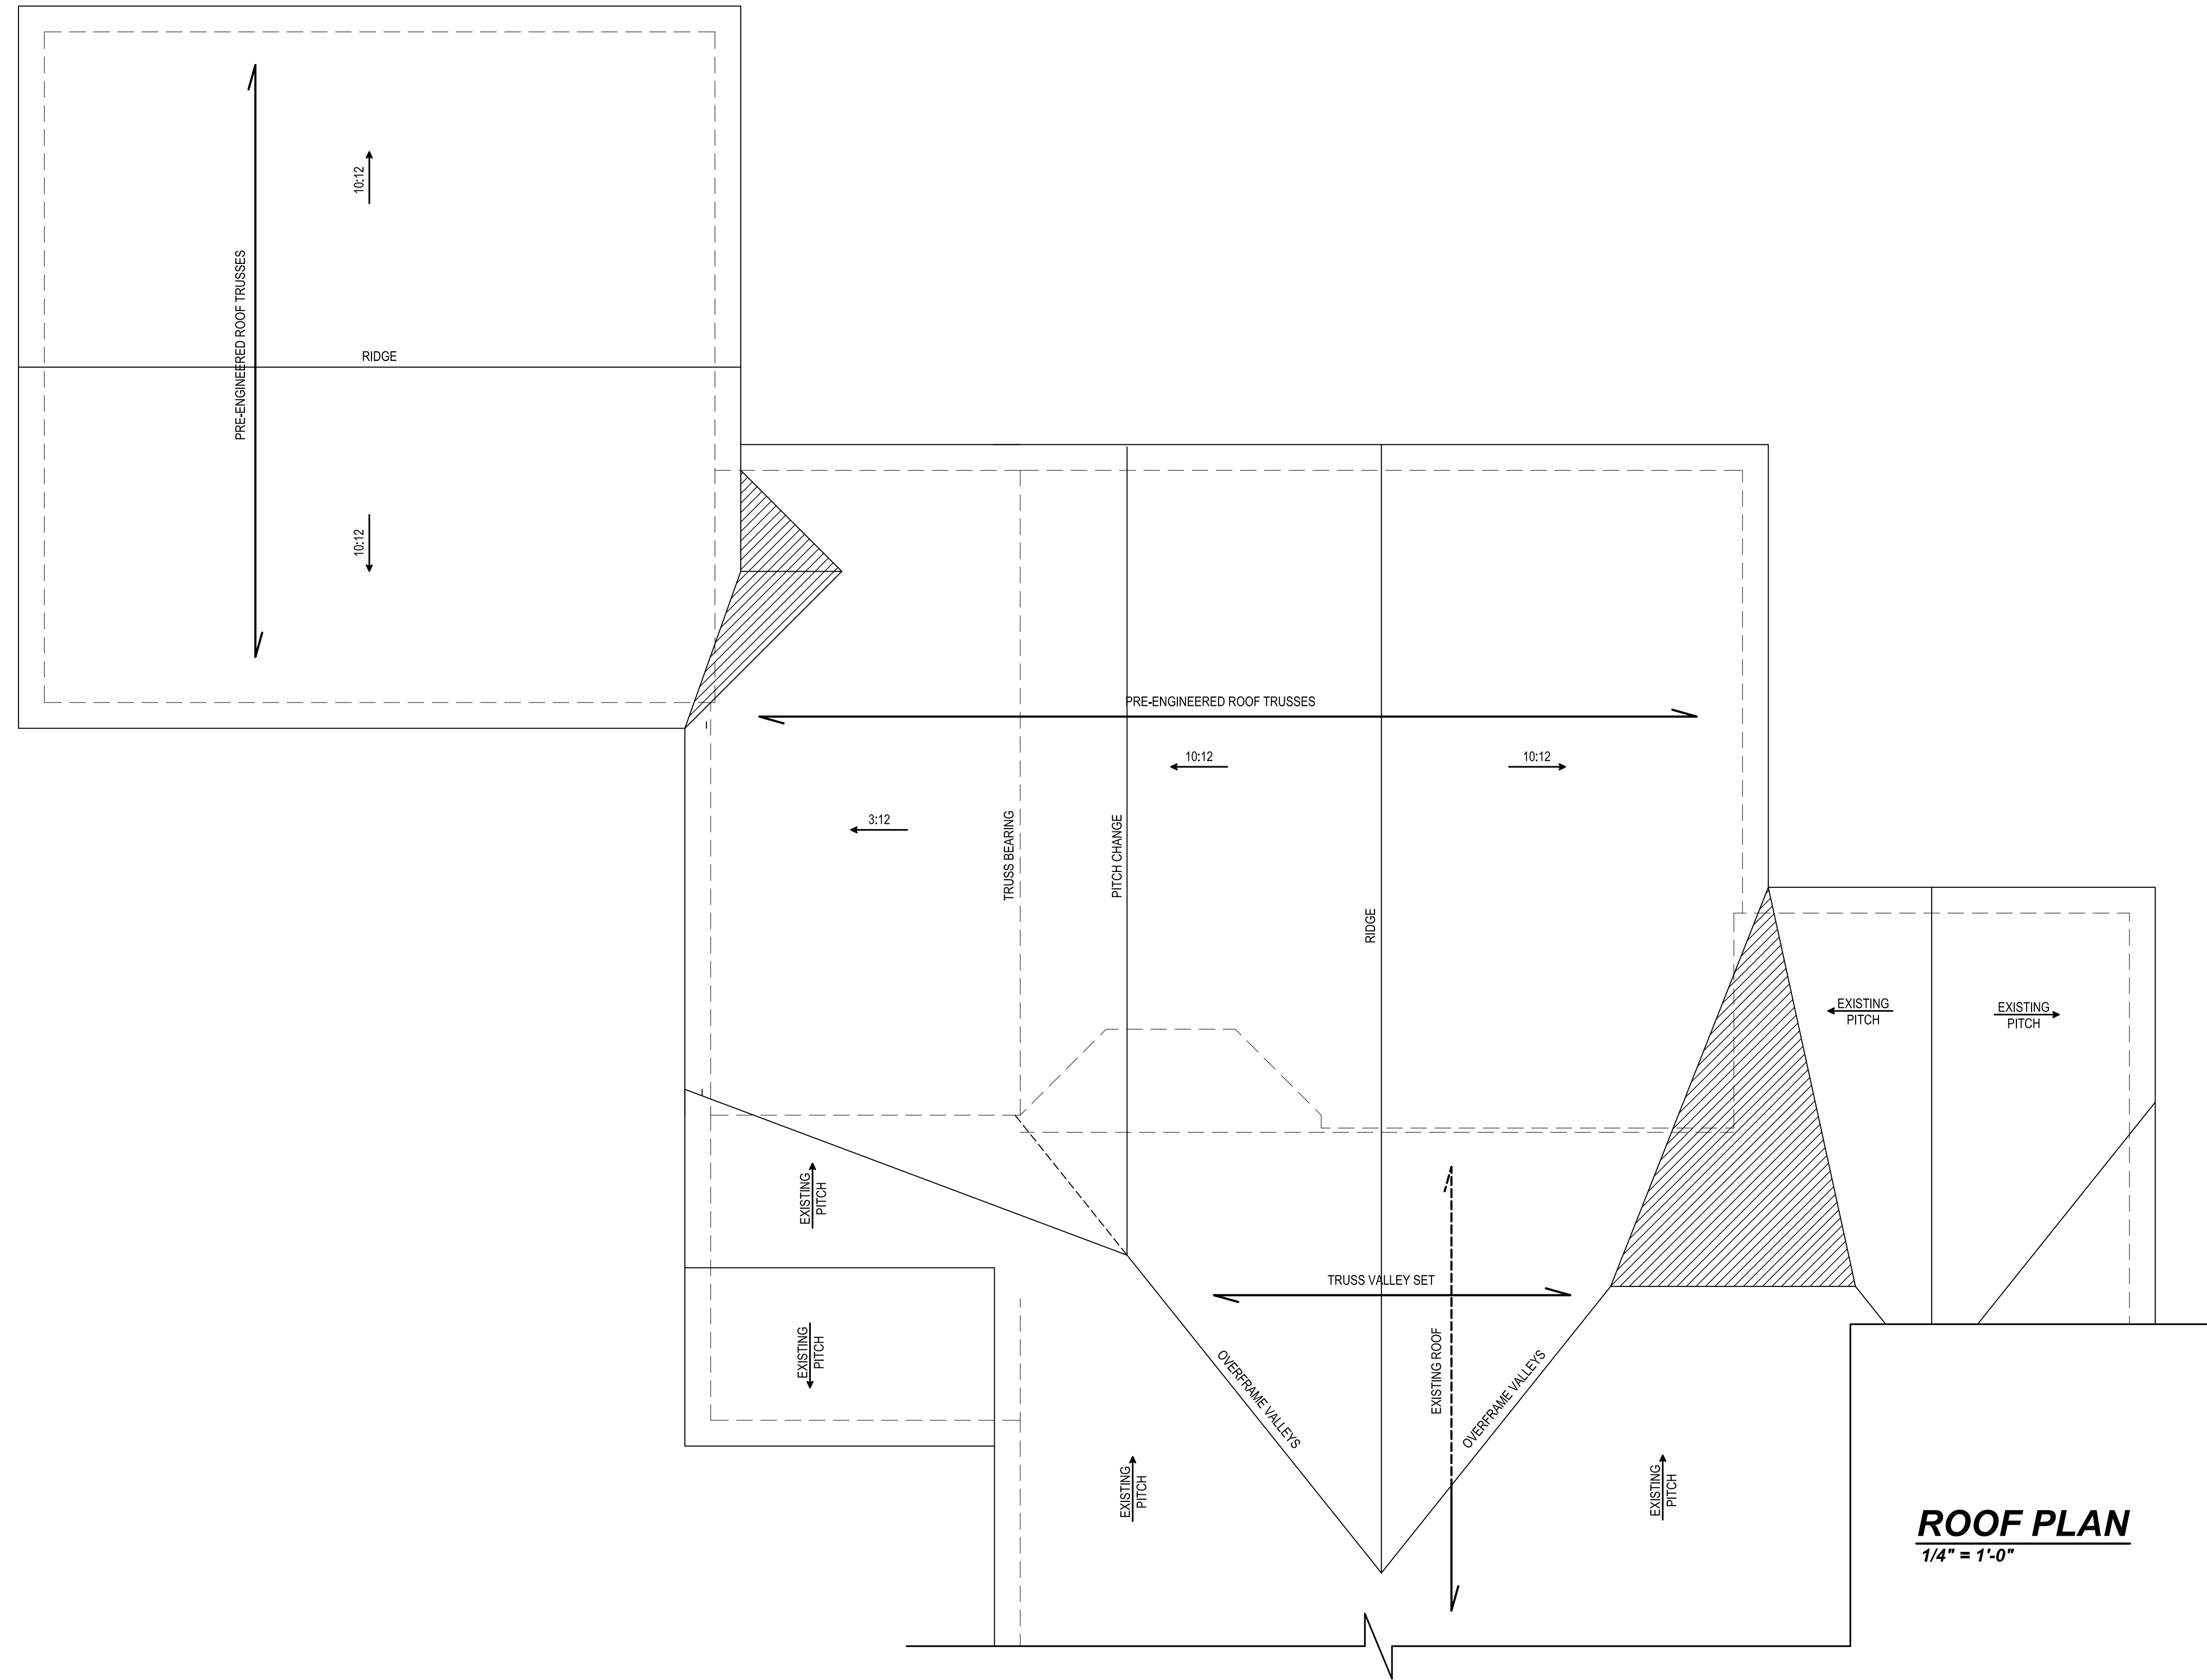 10:12
PRE-ENGINEERED ROOF TRUSSES
RIDGE
10:12
PRE-ENGINEERED ROOF TRUSSES
10:12
10:12
3:12
TRUSS BEARING
PITCH CHANGE
RIDGE
EXISTING
PITCH
EXISTING
PITCH
EXISTING
PITCH
TRUSS VALLEY SET
EXISTING
PITCH
EXISTING ROOF
OVERFRAME VALLEYS
OVERFRAME VALLEYS
EXISTING
PITCH
EXISTING
PITCH
ROOF PLAN
1/4" = 1'-0"